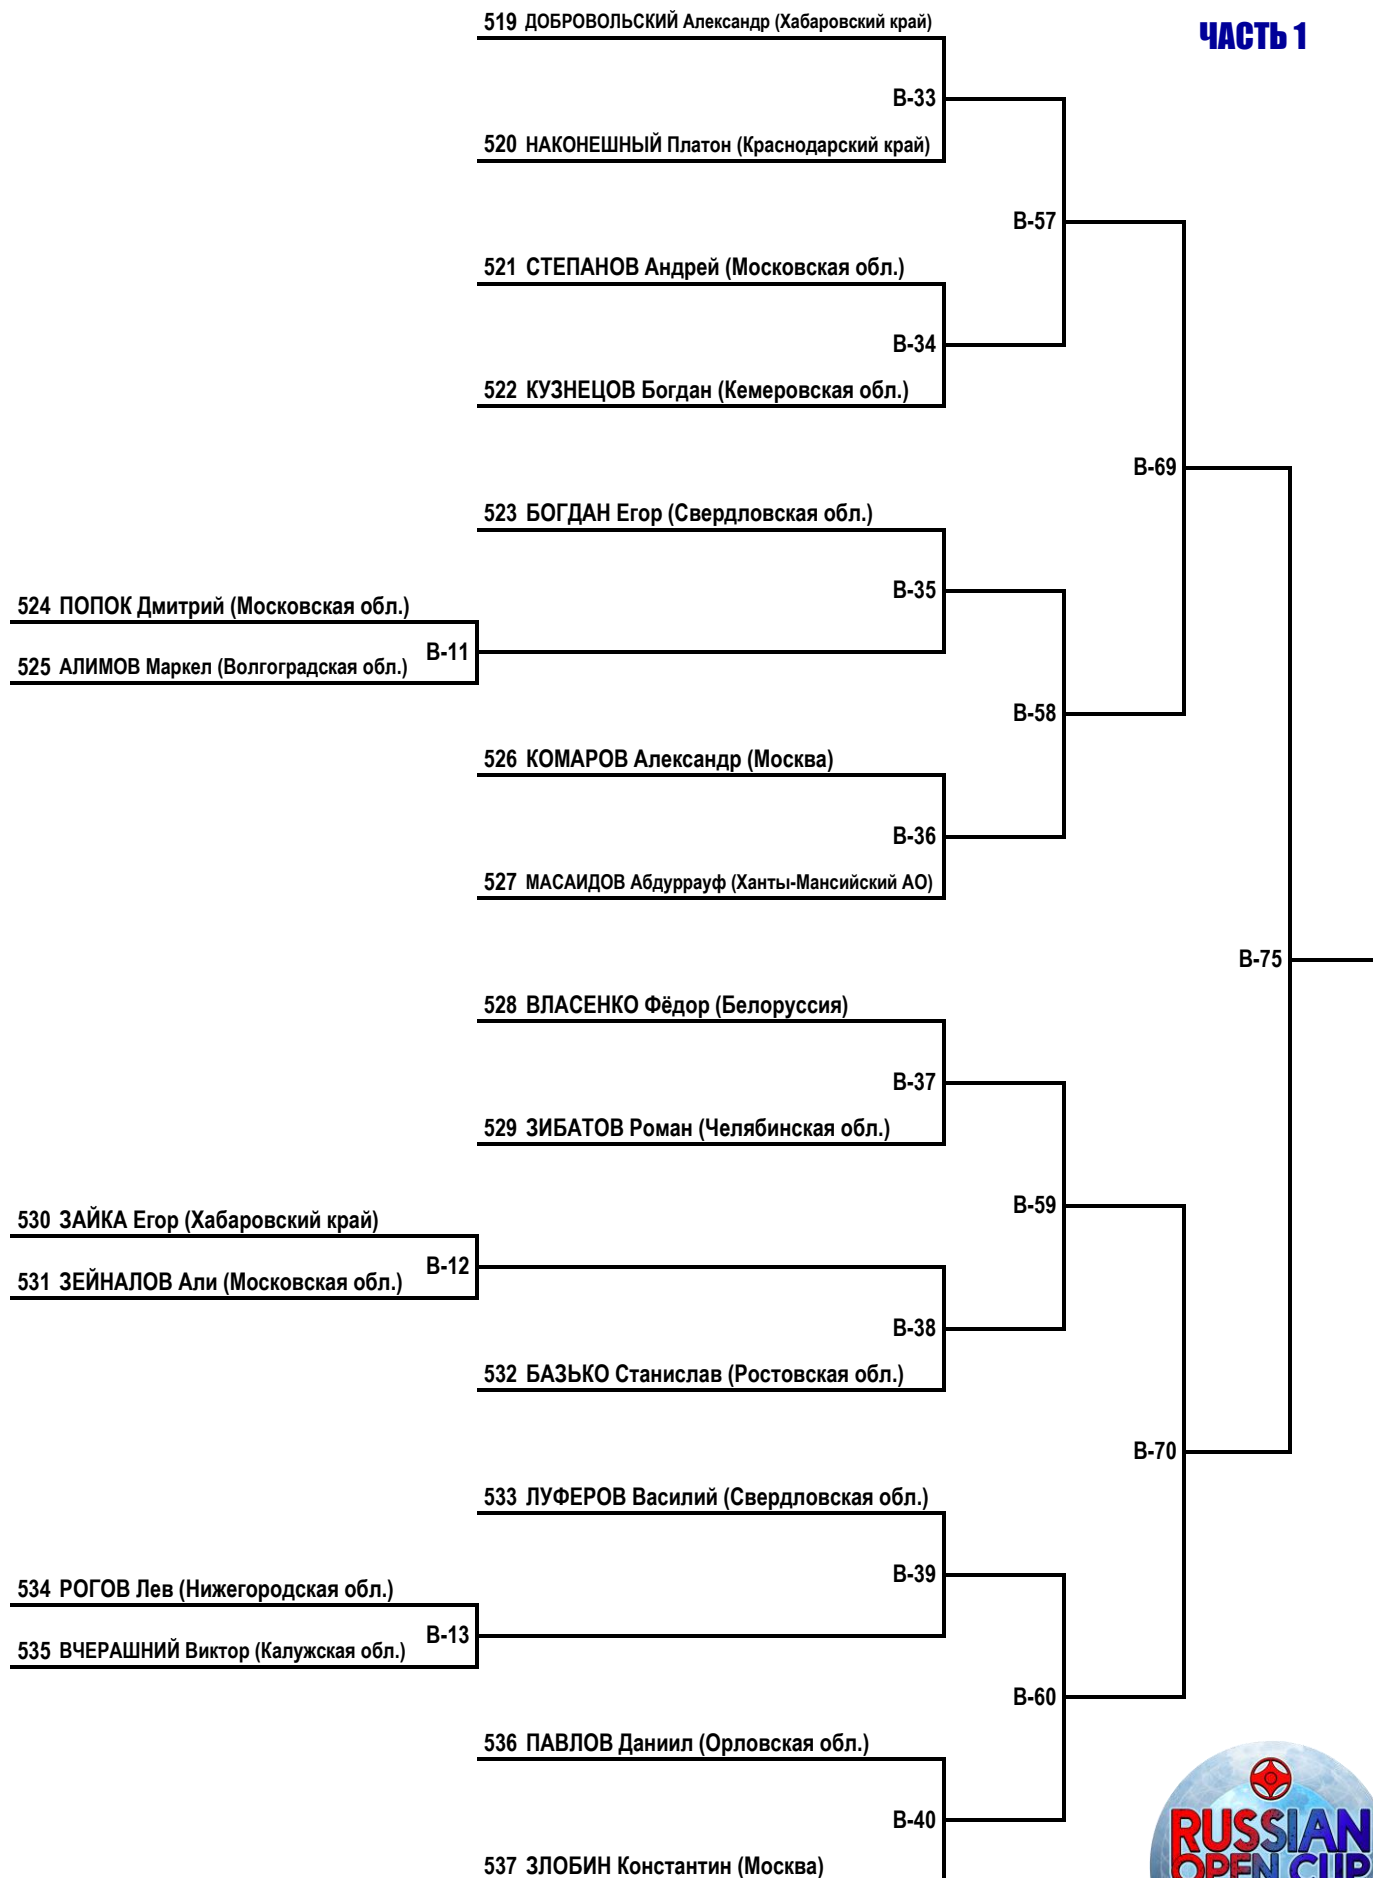 519 ДОБРОВОЛЬСКИЙ Александр (Хабаровский край)
ЧАСТЬ 1
B-33
520 НАКОНЕШНЫЙ Платон (Краснодарский край)
B-57
521 СТЕПАНОВ Андрей (Московская обл.)
B-34
522 КУЗНЕЦОВ Богдан (Кемеровская обл.)
B-69
523 БОГДАН Егор (Свердловская обл.)
B-35
524 ПОПОК Дмитрий (Московская обл.)
B-11
525 АЛИМОВ Маркел (Волгоградская обл.)
B-58
526 КОМАРОВ Александр (Москва)
B-36
527 МАСАИДОВ Абдуррауф (Ханты-Мансийский АО)
B-75
528 ВЛАСЕНКО Фёдор (Белоруссия)
B-37
529 ЗИБАТОВ Роман (Челябинская обл.)
B-59
530 ЗАЙКА Егор (Хабаровский край)
B-12
531 ЗЕЙНАЛОВ Али (Московская обл.)
B-38
532 БАЗЬКО Станислав (Ростовская обл.)
B-70
533 ЛУФЕРОВ Василий (Свердловская обл.)
B-39
534 РОГОВ Лев (Нижегородская обл.)
B-13
535 ВЧЕРАШНИЙ Виктор (Калужская обл.)
B-60
536 ПАВЛОВ Даниил (Орловская обл.)
B-40
537 ЗЛОБИН Константин (Москва)
RUSSIAN
OPEN CUP